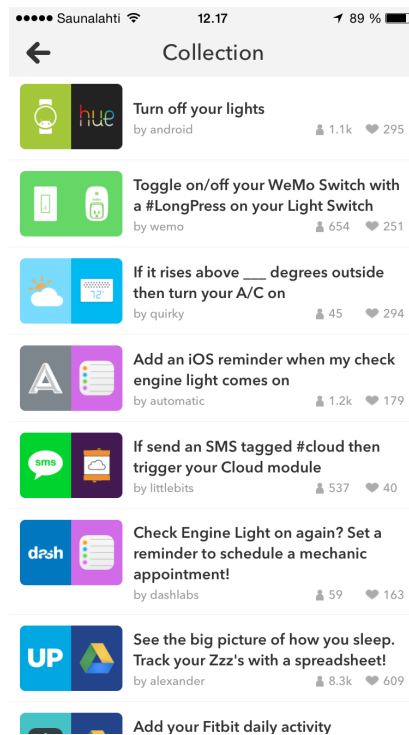 Saunalahti 12.17 89 %
Collection
hue
Turn off your lights
by android 1.1k 295
Toggle on/off your WeMo Switch with
a #LongPress on your Light Switch
by wemo 654 251
If it rises above ___ degrees outside
then turn your A/C on
72°
by quirky 45 294
Add an iOS reminder when my check
engine light comes on
by automatic 1.2k 179
sms
If send an SMS tagged #cloud then
trigger your Cloud module
by littlebits 537 40
Check Engine Light on again? Set a
dash
reminder to schedule a mechanic
appointment!
by dashlabs 59 163
See the big picture of how you sleep.
UP
Track your Zzz's with a spreadsheet!
by alexander 8.3k 609
Add your Fitbit daily activity